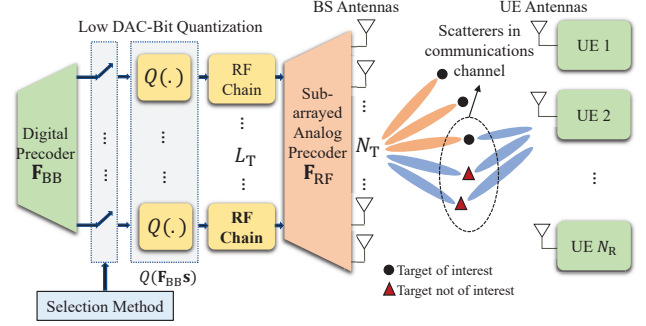 Low DAC-Bit Quantization
BS Antennas
UE Antennas
Scatterers in
communications
channel
Digital
Precoder
F_BB
⋮
Q(.)
⋮
Q(.)
RF
Chain
⋮
L_T
⋮
RF
Chain
Sub-
arrayed
Analog
Precoder
F_RF
⋮
N_T
⋮
UE 1
UE 2
⋮
UE N_R
Q(F_BB s)
Selection Method
Target of interest
Target not of interest